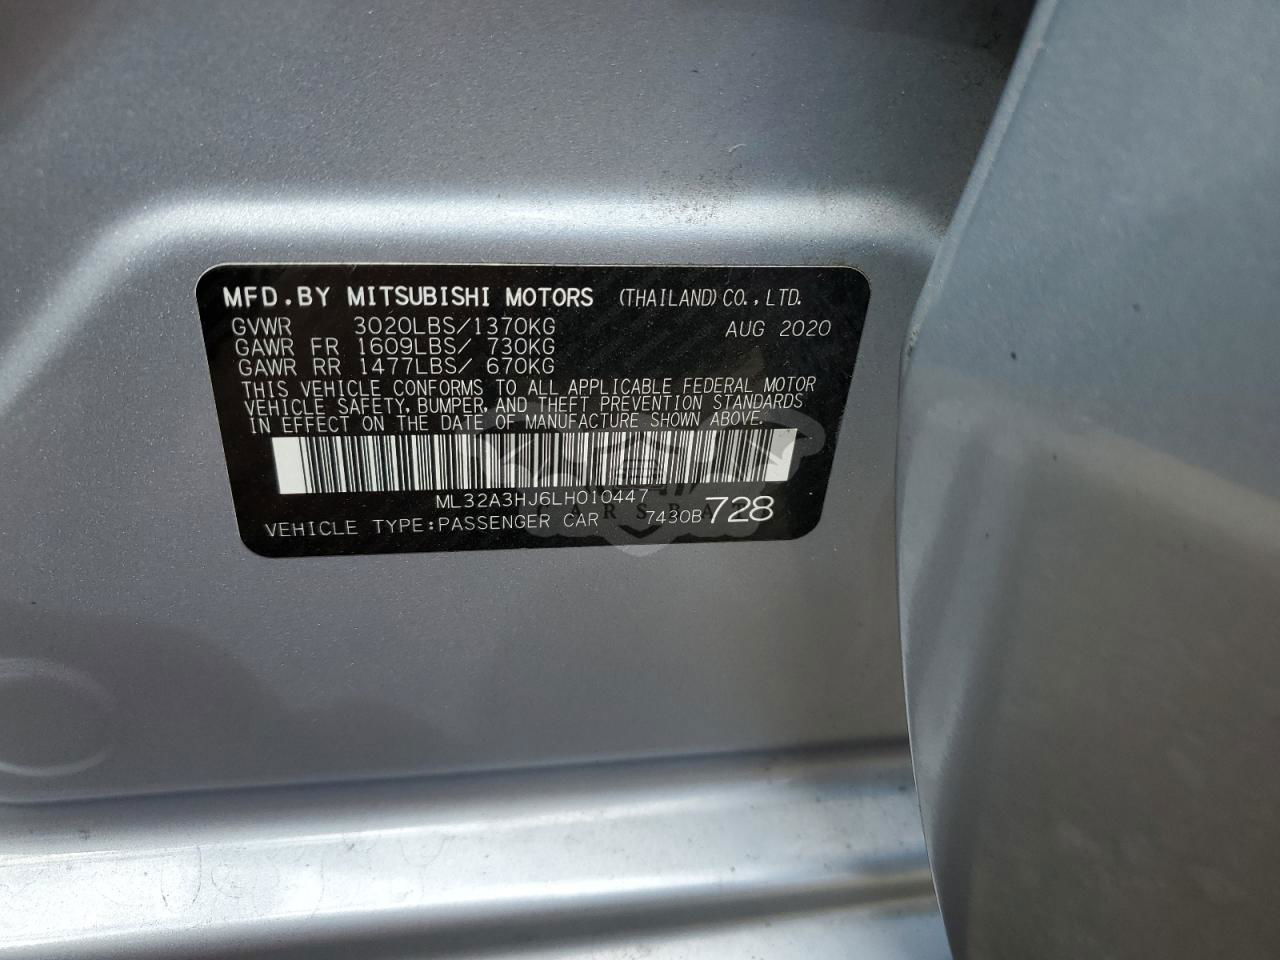 MFD.BY MITSUBISHI MOTORS (THAILAND)CO.,LTD.
GVWR 3020LBS/1370KG AUG 2020
GAWR FR 1609LBS/ 730KG
GAWR RR 1477LBS/ 670KG
THIS VEHICLE CONFORMS TO ALL APPLICABLE FEDERAL MOTOR
VEHICLE SAFETY, BUMPER, AND THEFT PREVENTION STANDARDS
IN EFFECT ON THE DATE OF MANUFACTURE SHOWN ABOVE.
ML32A3HJ6LH010447
VEHICLE TYPE:PASSENGER CAR 7430B 728